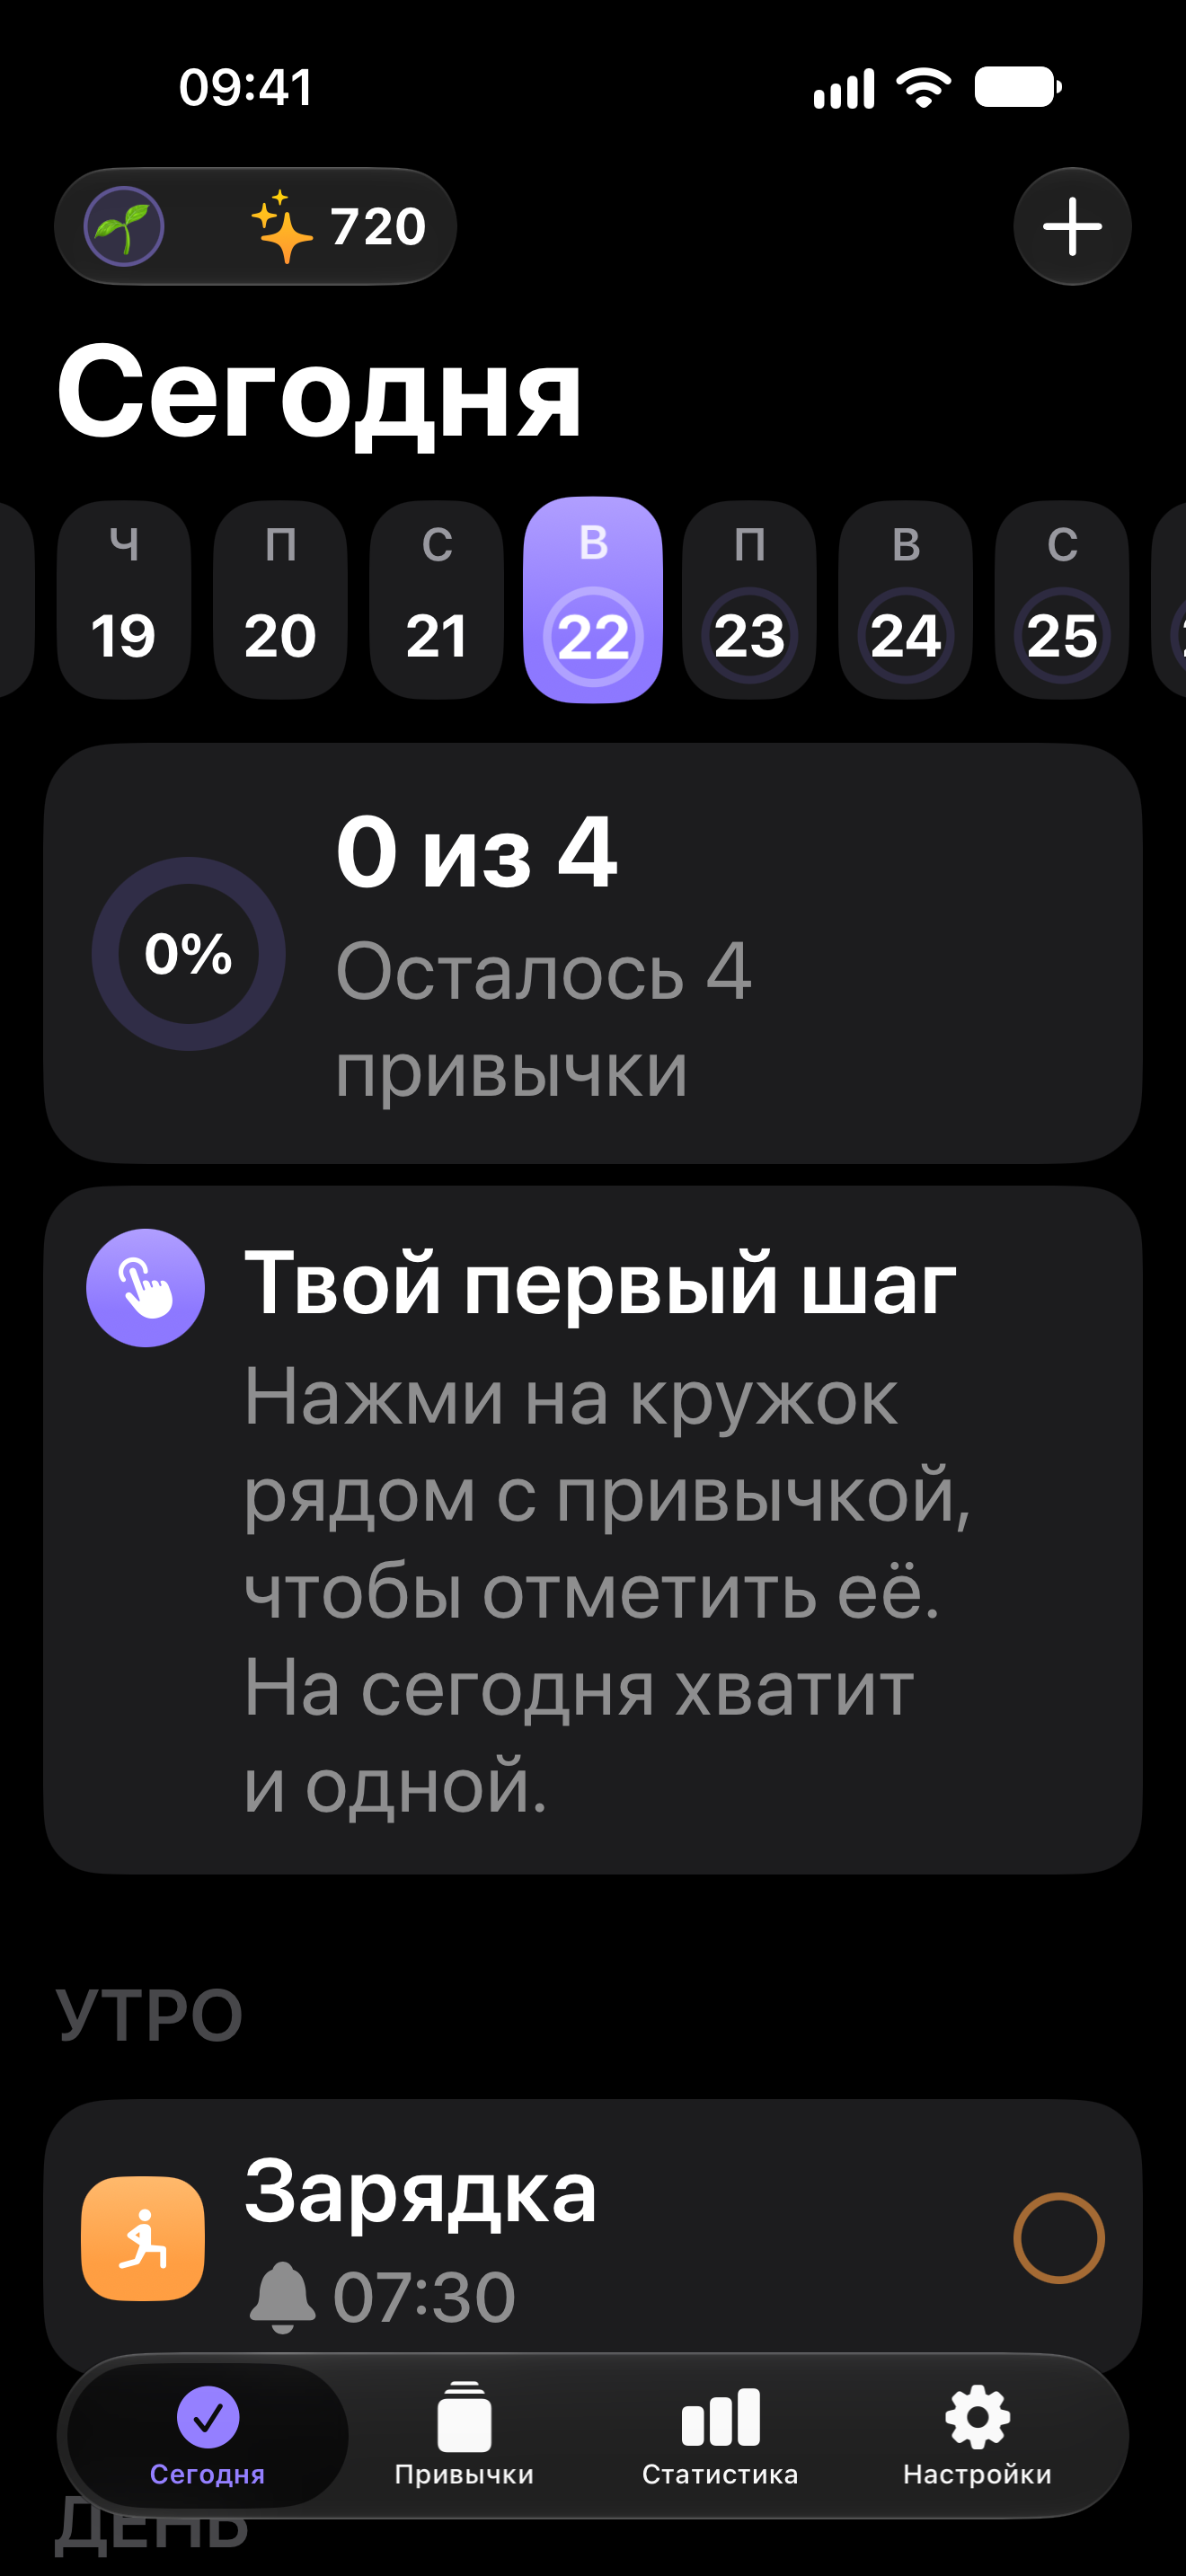 09:41
720
Сегодня
Ч П С В П В С
19 20 21 22 23 24 25
0%
0 из 4
Осталось 4
привычки
Твой первый шаг
Нажми на кружок
рядом с привычкой,
чтобы отметить её.
На сегодня хватит
и одной.
УТРО
Зарядка
07:30
Сегодня Привычки Статистика Настройки
ДЕНЬ